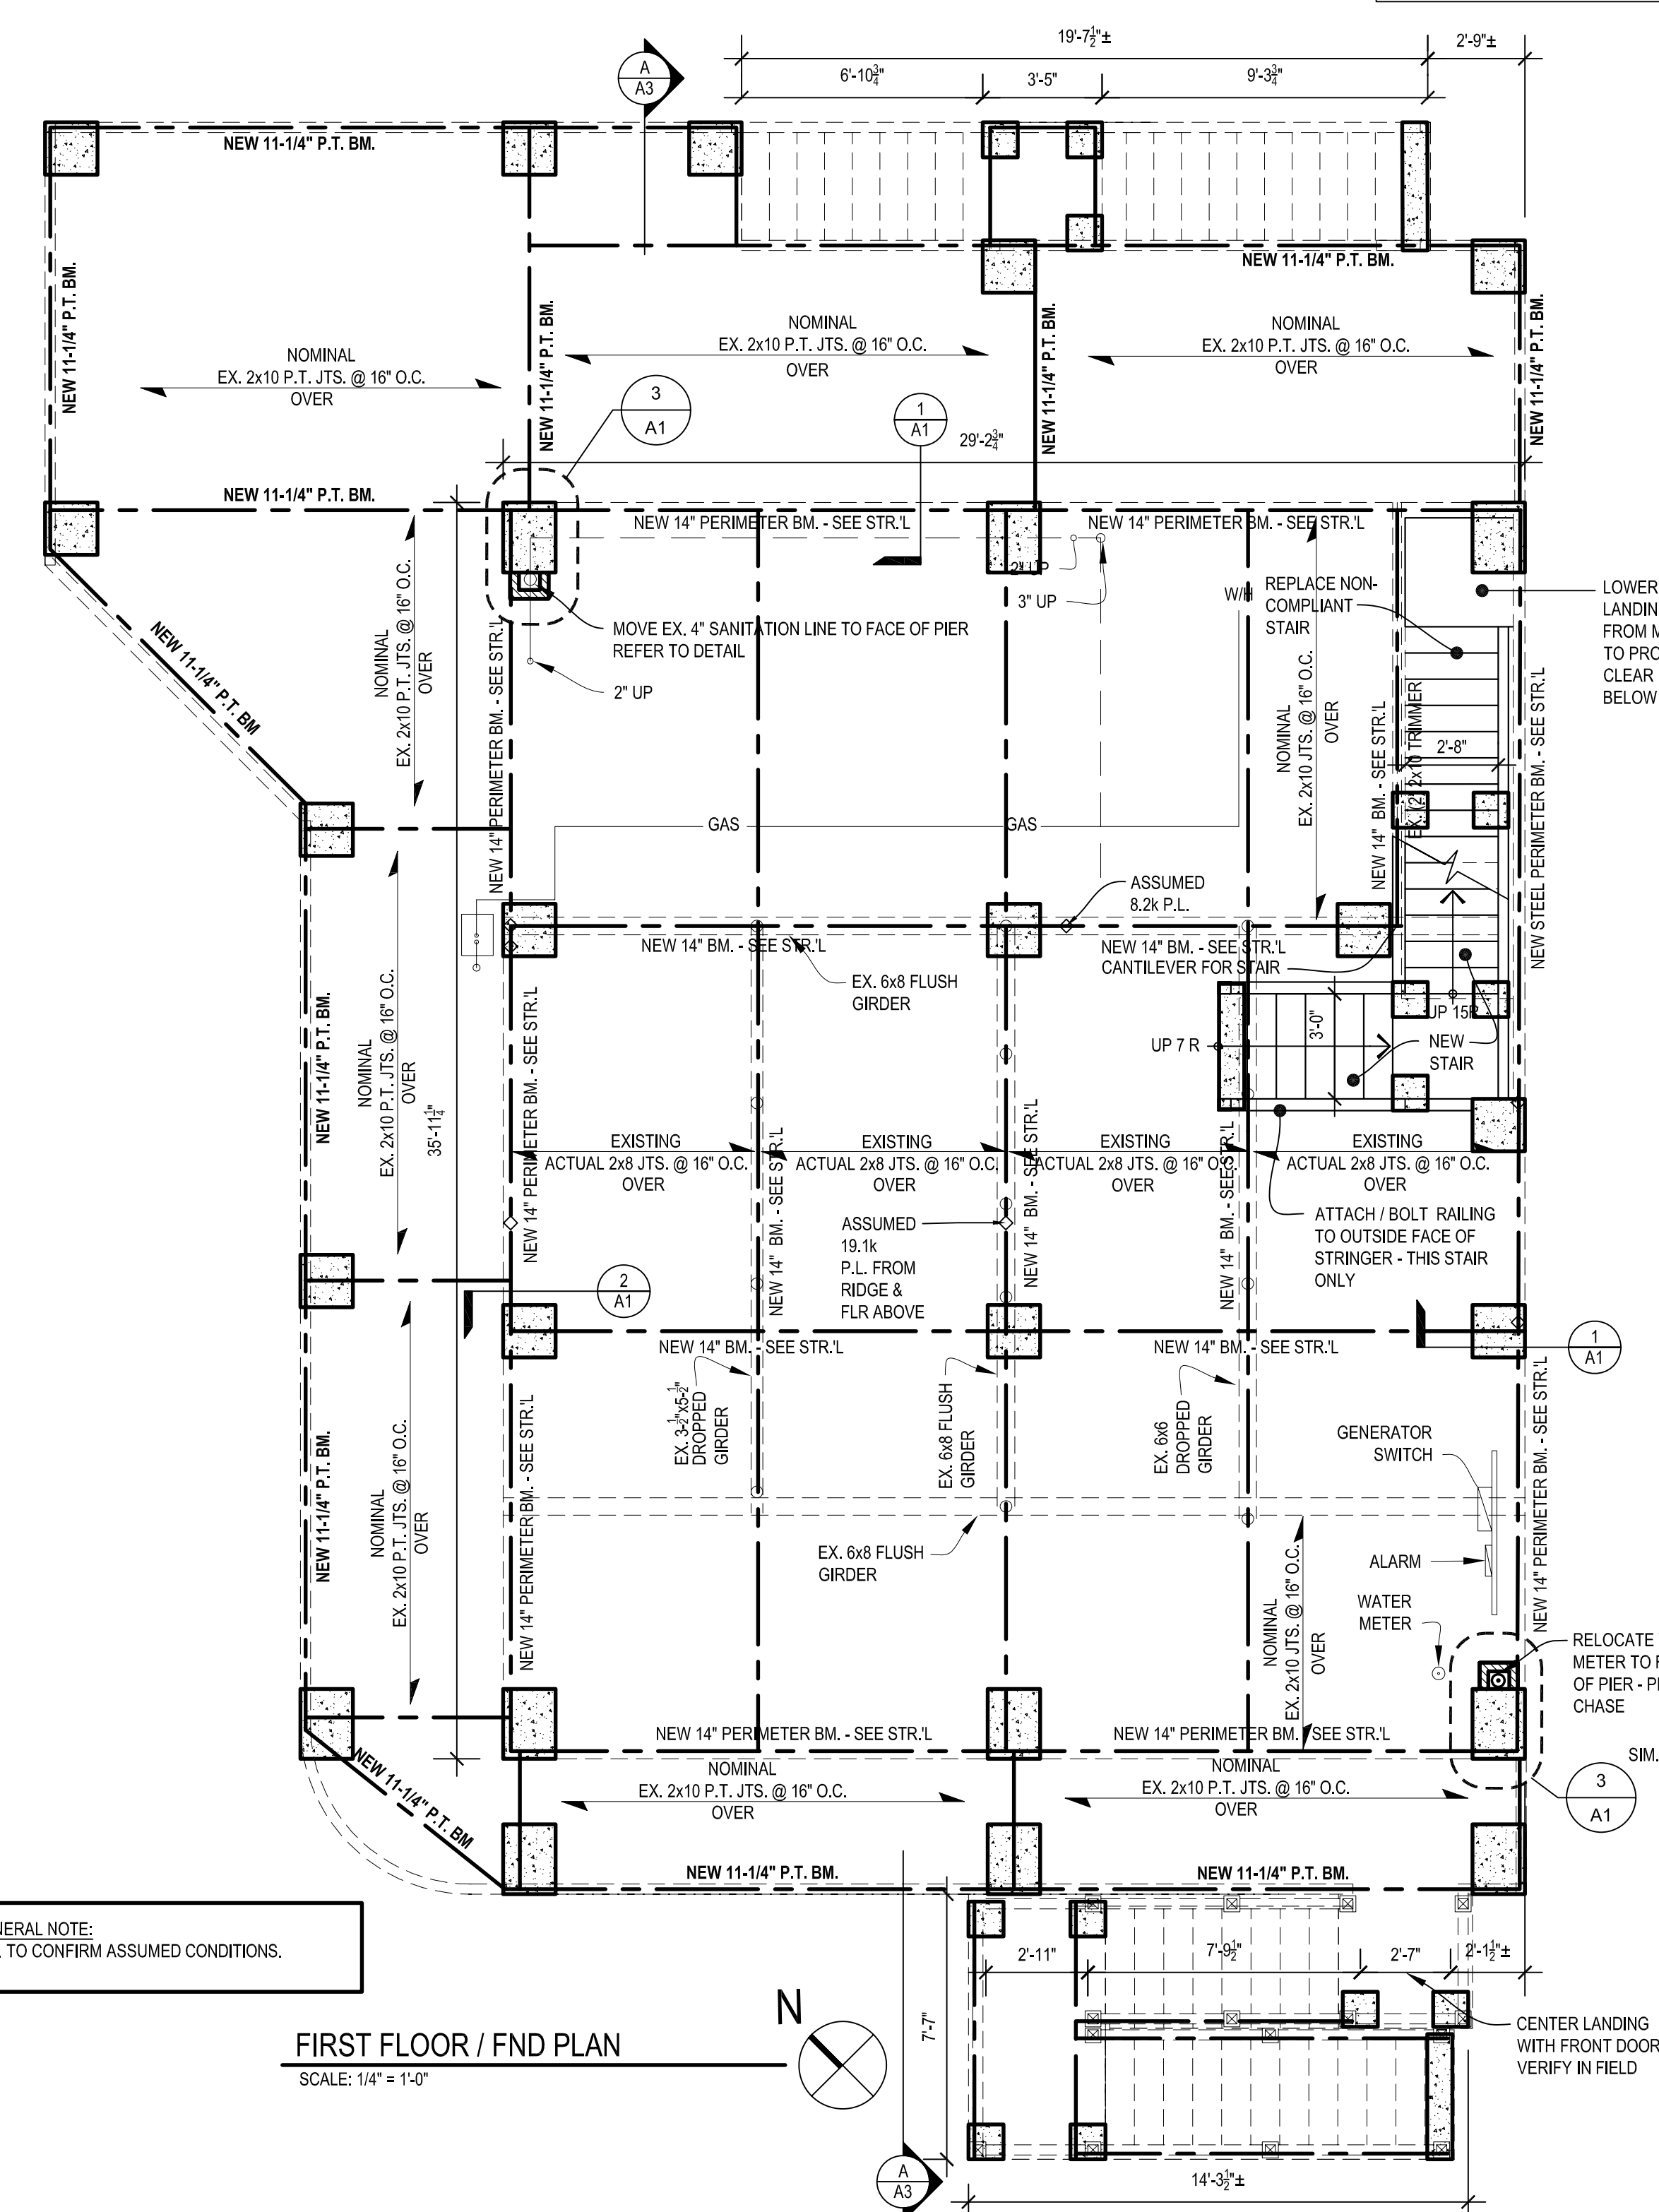 19'-7½"±
2'-9"±
6'-10¾"
3'-5"
9'-3¾"
A
A3
NEW 11-1/4" P.T. BM.
NEW 11-1/4" P.T. BM.
NEW 11-1/4" P.T. BM.
NEW 11-1/4" P.T. BM.
NEW 11-1/4" P.T. BM.
NEW 11-1/4" P.T. BM.
NOMINAL
EX. 2x10 P.T. JTS. @ 16" O.C.
OVER
NOMINAL
EX. 2x10 P.T. JTS. @ 16" O.C.
OVER
NOMINAL
EX. 2x10 P.T. JTS. @ 16" O.C.
OVER
3
A1
1
A1
29'-2¾"
NEW 11-1/4" P.T. BM.
NEW 14" PERIMETER BM. - SEE STR.'L
NEW 14" PERIMETER BM. - SEE STR.'L
2" UP
3" UP
W/H
REPLACE NON-
COMPLIANT
STAIR
LOWER
LANDIN
FROM M
TO PRO
CLEAR
BELOW
MOVE EX. 4" SANITATION LINE TO FACE OF PIER
REFER TO DETAIL
2" UP
NEW 11-1/4" P.T. BM
NOMINAL
EX. 2x10 P.T. JTS. @ 16" O.C.
OVER
NEW 14" PERIMETER BM. - SEE STR.'L
NOMINAL
EX. 2x10 JTS. @ 16" O.C.
OVER
NEW 14" BM. - SEE STR.'L
EX. (2) 2x10 TRIMMER
2'-8"
NEW STEEL PERIMETER BM. - SEE STR.'L
GAS
GAS
ASSUMED
8.2k P.L.
NEW 14" BM. - SEE STR.'L
NEW 14" BM. - SEE STR.'L
CANTILEVER FOR STAIR
EX. 6x8 FLUSH
GIRDER
UP 15R
UP 7 R
3'-0"
NEW
STAIR
NEW 11-1/4" P.T. BM.
NOMINAL
EX. 2x10 P.T. JTS. @ 16" O.C.
OVER
35'-11¼"
NEW 14" PERIMETER BM. - SEE STR.'L
EXISTING
ACTUAL 2x8 JTS. @ 16" O.C.
OVER
EXISTING
ACTUAL 2x8 JTS. @ 16" O.C.
OVER
EXISTING
ACTUAL 2x8 JTS. @ 16" O.C.
OVER
EXISTING
ACTUAL 2x8 JTS. @ 16" O.C.
OVER
NEW 14" BM. - SEE STR.'L
NEW 14" BM. - SEE STR.'L
NEW 14" BM. - SEE STR.'L
ASSUMED
19.1k
P.L. FROM
RIDGE &
FLR ABOVE
ATTACH / BOLT RAILING
TO OUTSIDE FACE OF
STRINGER - THIS STAIR
ONLY
2
A1
1
A1
NEW 14" BM. - SEE STR.'L
NEW 14" BM. - SEE STR.'L
EX. 3-½"x5-½"
DROPPED
GIRDER
EX. 6x8 FLUSH
GIRDER
EX. 6x6
DROPPED
GIRDER
GENERATOR
SWITCH
NEW 14" PERIMETER BM. - SEE STR.'L
NEW 11-1/4" P.T. BM.
NOMINAL
EX. 2x10 P.T. JTS. @ 16" O.C.
OVER
NEW 14" PERIMETER BM. - SEE STR.'L
EX. 6x8 FLUSH
GIRDER
ALARM
WATER
METER
NOMINAL
EX. 2x10 JTS. @ 16" O.C.
OVER
RELOCATE
METER TO F
OF PIER - P
CHASE
SIM.
3
A1
NEW 14" PERIMETER BM. - SEE STR.'L
NEW 14" PERIMETER BM. - SEE STR.'L
NOMINAL
EX. 2x10 P.T. JTS. @ 16" O.C.
OVER
NOMINAL
EX. 2x10 P.T. JTS. @ 16" O.C.
OVER
NEW 11-1/4" P.T. BM
NEW 11-1/4" P.T. BM.
NEW 11-1/4" P.T. BM.
NERAL NOTE:
TO CONFIRM ASSUMED CONDITIONS.
2'-11"
7'-9½"
2'-7"
2'-1½"±
7'-7"
CENTER LANDING
WITH FRONT DOOR
VERIFY IN FIELD
N
FIRST FLOOR / FND PLAN
SCALE: 1/4" = 1'-0"
A
A3
14'-3½"±